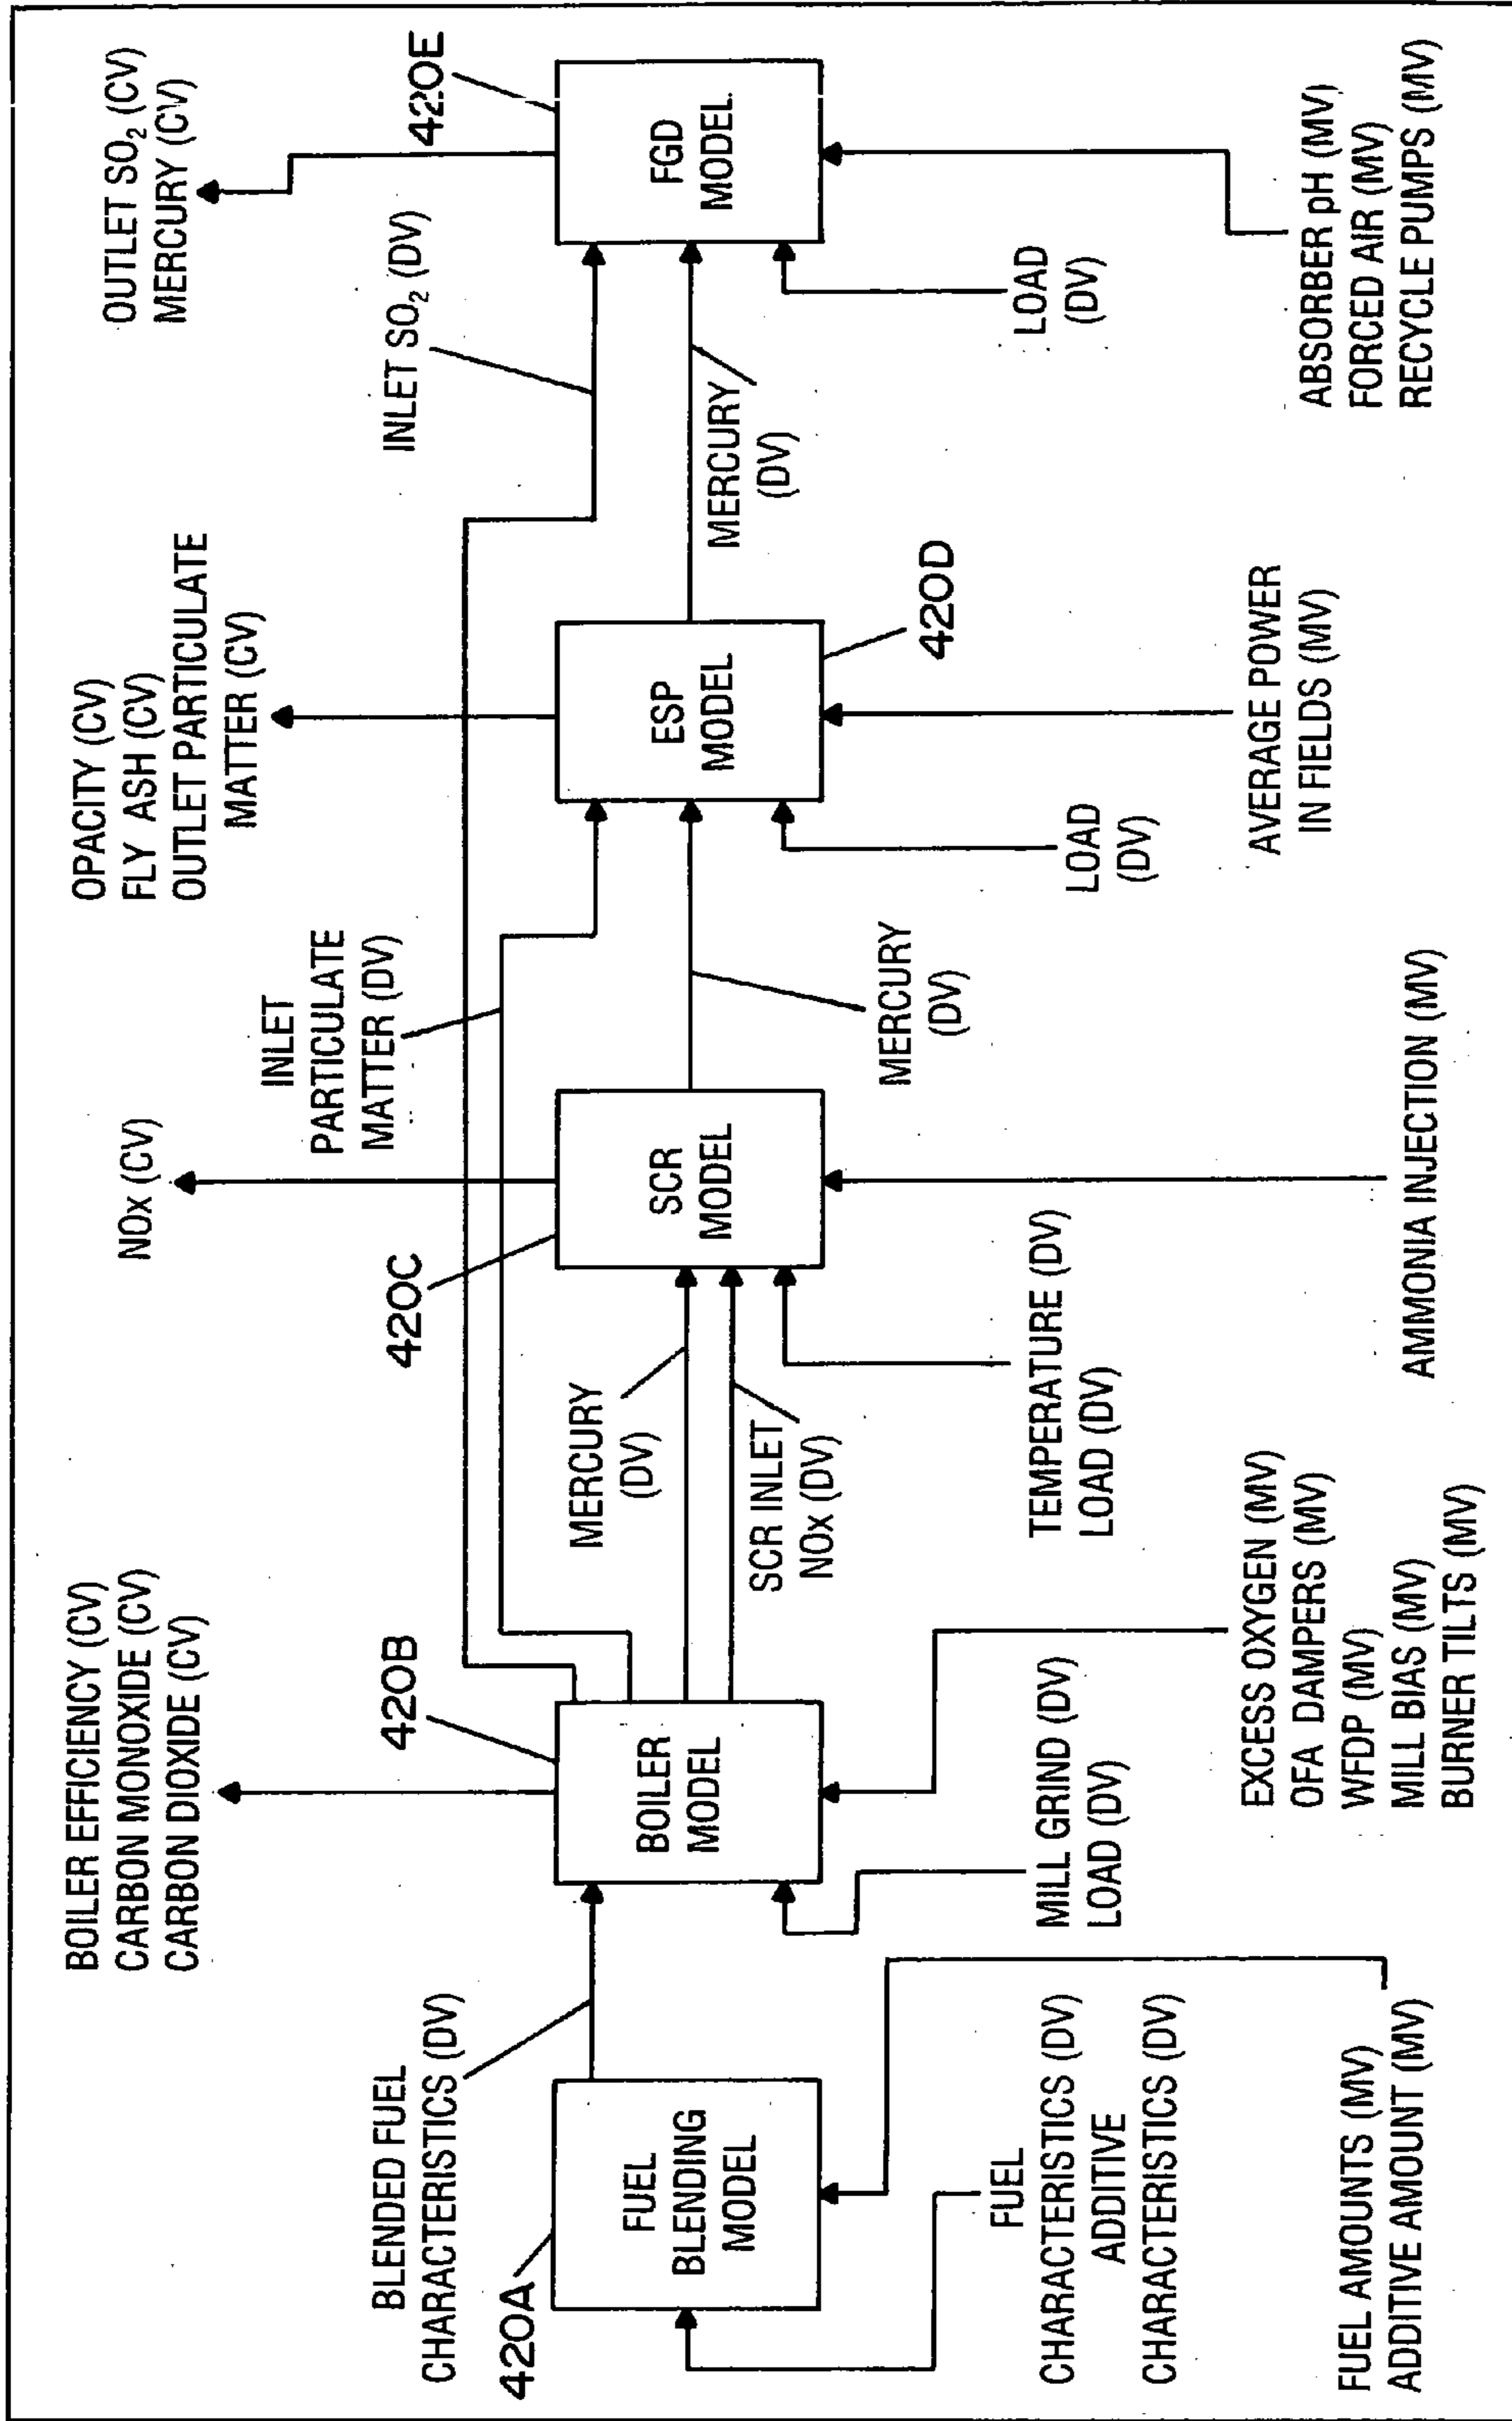 BOILER EFFICIENCY (CV)
CARBON MONOXIDE (CV)
CARBON DIOXIDE (CV)
NOx (CV)
OPACITY (CV)
FLY ASH (CV)
OUTLET PARTICULATE
MATTER (CV)
OUTLET SO₂ (CV)
MERCURY (CV)
INLET
PARTICULATE
MATTER (DV)
INLET SO₂ (DV)
BLENDED FUEL
CHARACTERISTICS (DV)
420A
FUEL
BLENDING
MODEL
420B
BOILER
MODEL
MERCURY
(DV)
SCR INLET
NOx (DV)
420C
SCR
MODEL
MERCURY
(DV)
ESP
MODEL
420D
MERCURY
(DV)
420E
FGD
MODEL
FUEL
CHARACTERISTICS (DV)
ADDITIVE
CHARACTERISTICS (DV)
MILL GRIND (DV)
LOAD (DV)
TEMPERATURE (DV)
LOAD (DV)
LOAD
(DV)
LOAD
(DV)
FUEL AMOUNTS (MV)
ADDITIVE AMOUNT (MV)
EXCESS OXYGEN (MV)
OFA DAMPERS (MV)
WFDP (MV)
MILL BIAS (MV)
BURNER TILTS (MV)
AMMONIA INJECTION (MV)
AVERAGE POWER
IN FIELDS (MV)
ABSORBER pH (MV)
FORCED AIR (MV)
RECYCLE PUMPS (MV)